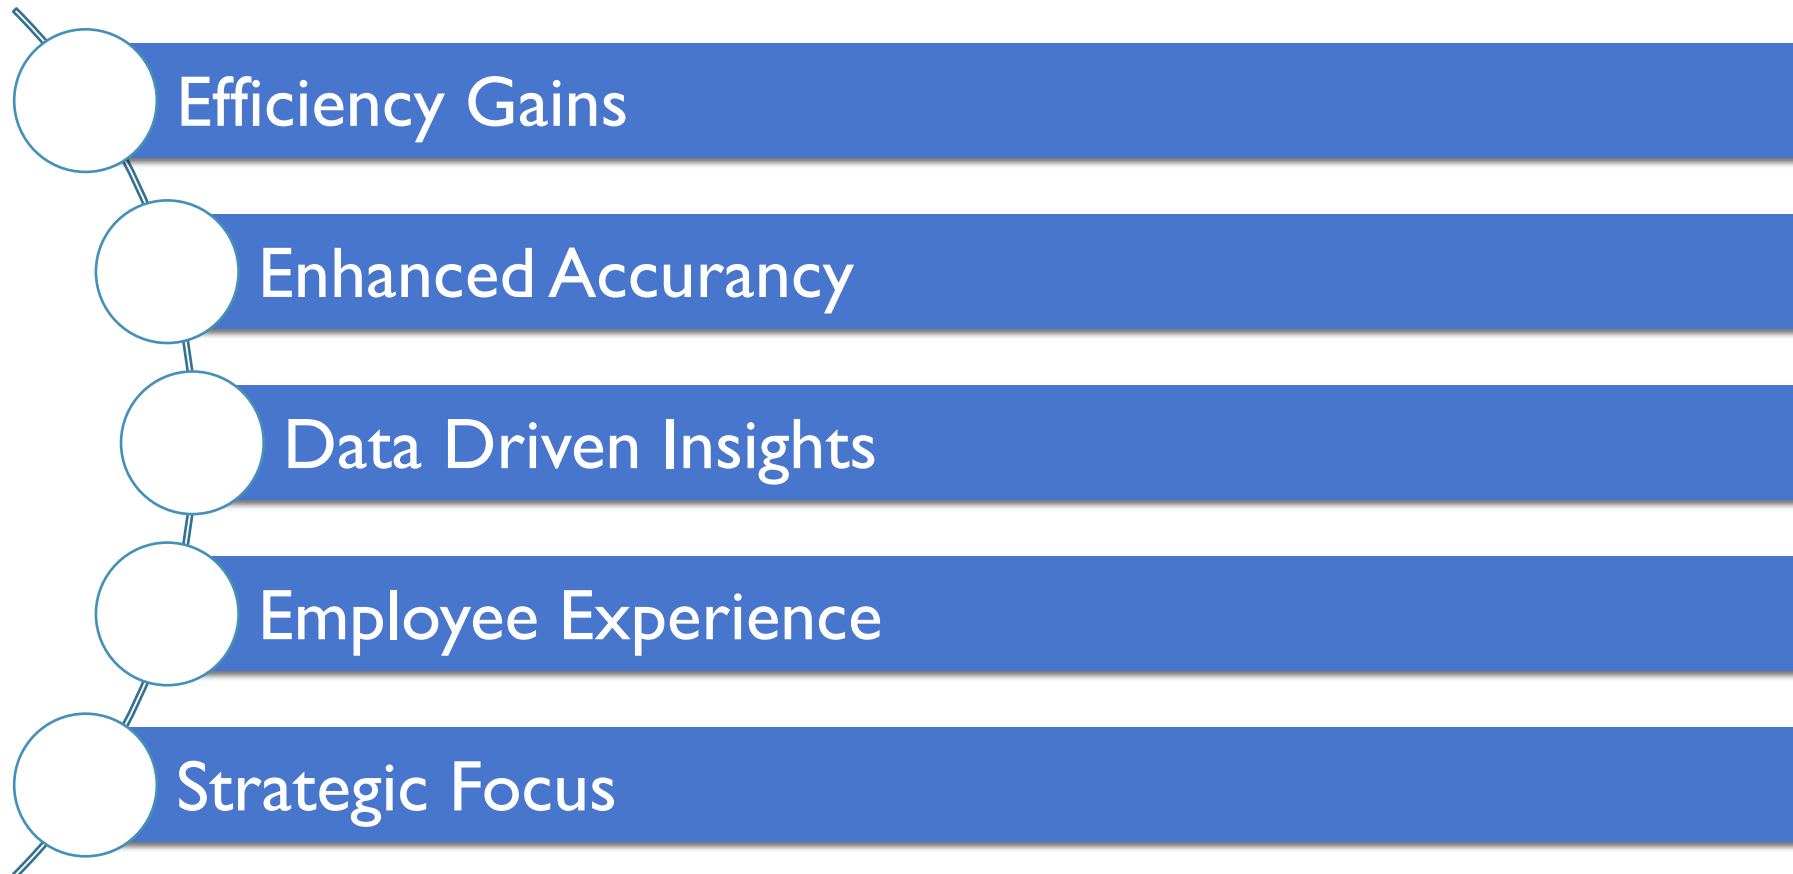 Efficiency Gains
Enhanced Accurancy
Data Driven Insights
Employee Experience
Strategic Focus